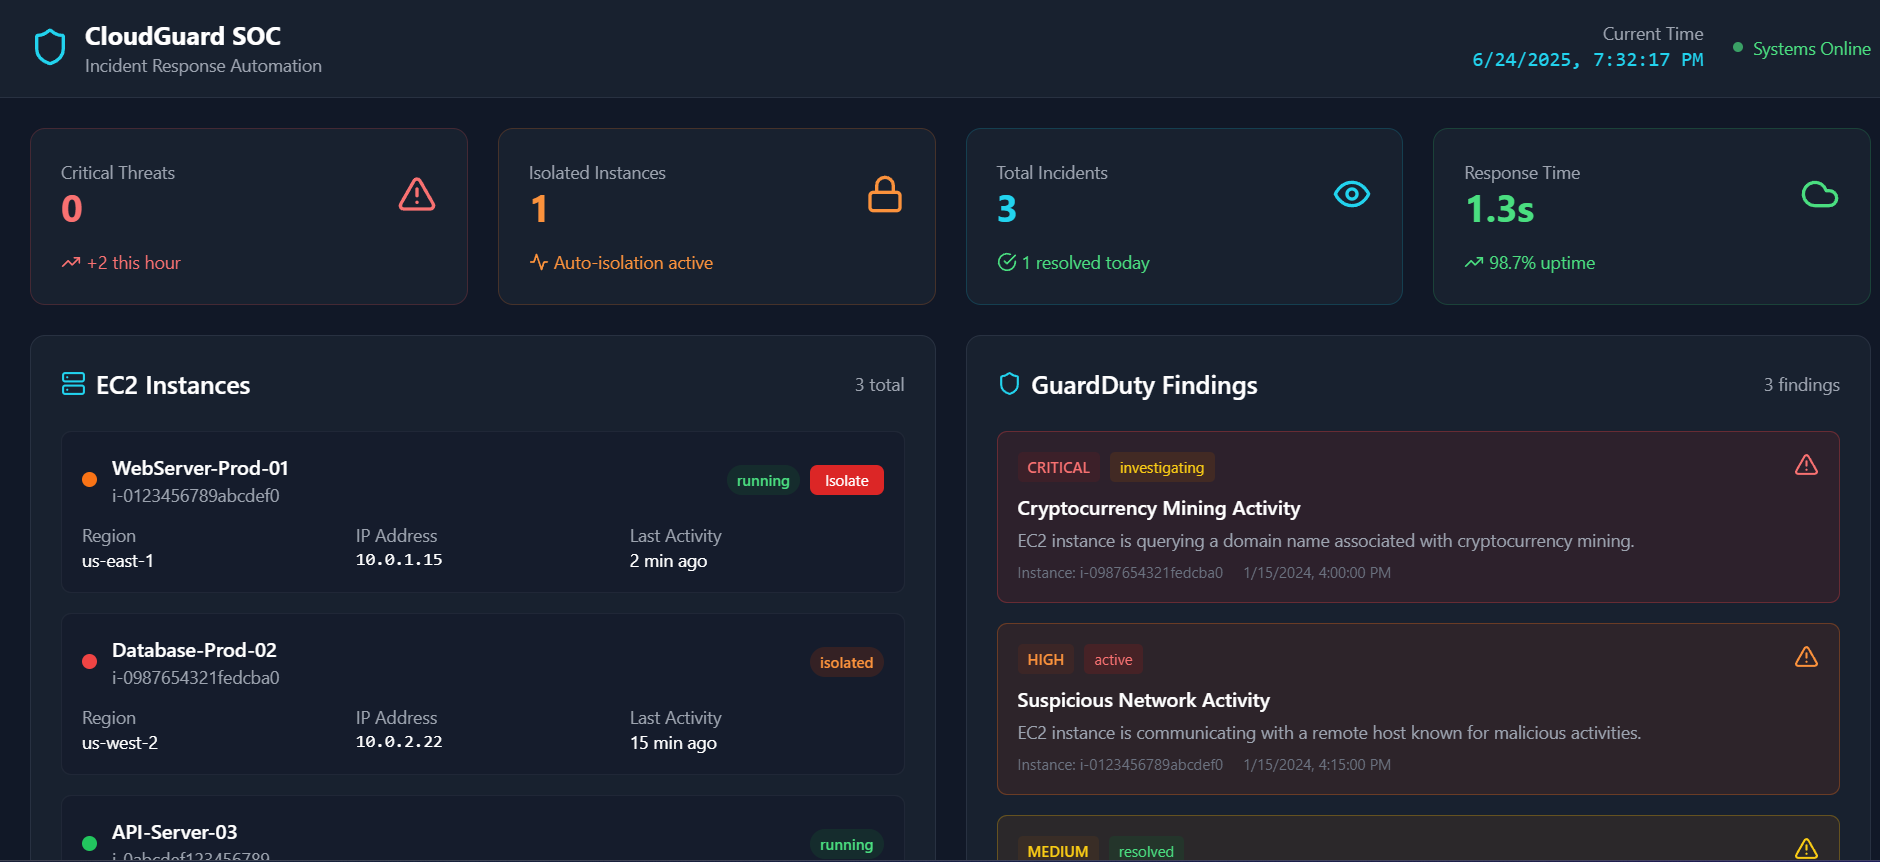 CloudGuard SOC
Incident Response Automation
Current Time
6/24/2025, 7:32:17 PM
Systems Online
Critical Threats
0
+2 this hour
Isolated Instances
1
Auto-isolation active
Total Incidents
3
1 resolved today
Response Time
1.3s
98.7% uptime
EC2 Instances
3 total
WebServer-Prod-01
i-0123456789abcdef0
running
Isolate
Region
IP Address
Last Activity
us-east-1
10.0.1.15
2 min ago
Database-Prod-02
i-0987654321fedcba0
isolated
Region
IP Address
Last Activity
us-west-2
10.0.2.22
15 min ago
API-Server-03
i-0abcdef123456789
running
GuardDuty Findings
3 findings
CRITICAL investigating
Cryptocurrency Mining Activity
EC2 instance is querying a domain name associated with cryptocurrency mining.
Instance: i-0987654321fedcba0 1/15/2024, 4:00:00 PM
HIGH active
Suspicious Network Activity
EC2 instance is communicating with a remote host known for malicious activities.
Instance: i-0123456789abcdef0 1/15/2024, 4:15:00 PM
MEDIUM resolved